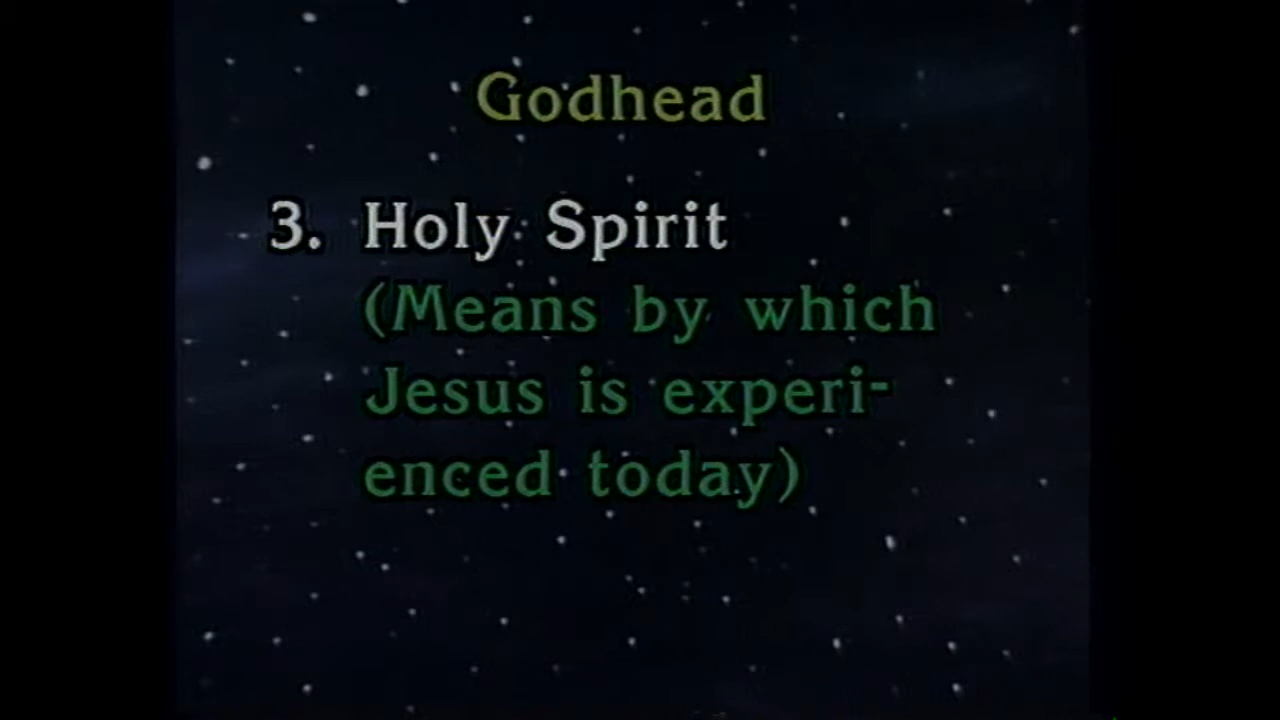 Godhead
3. Holy Spirit
(Means by which
Jesus is experi-
enced today)